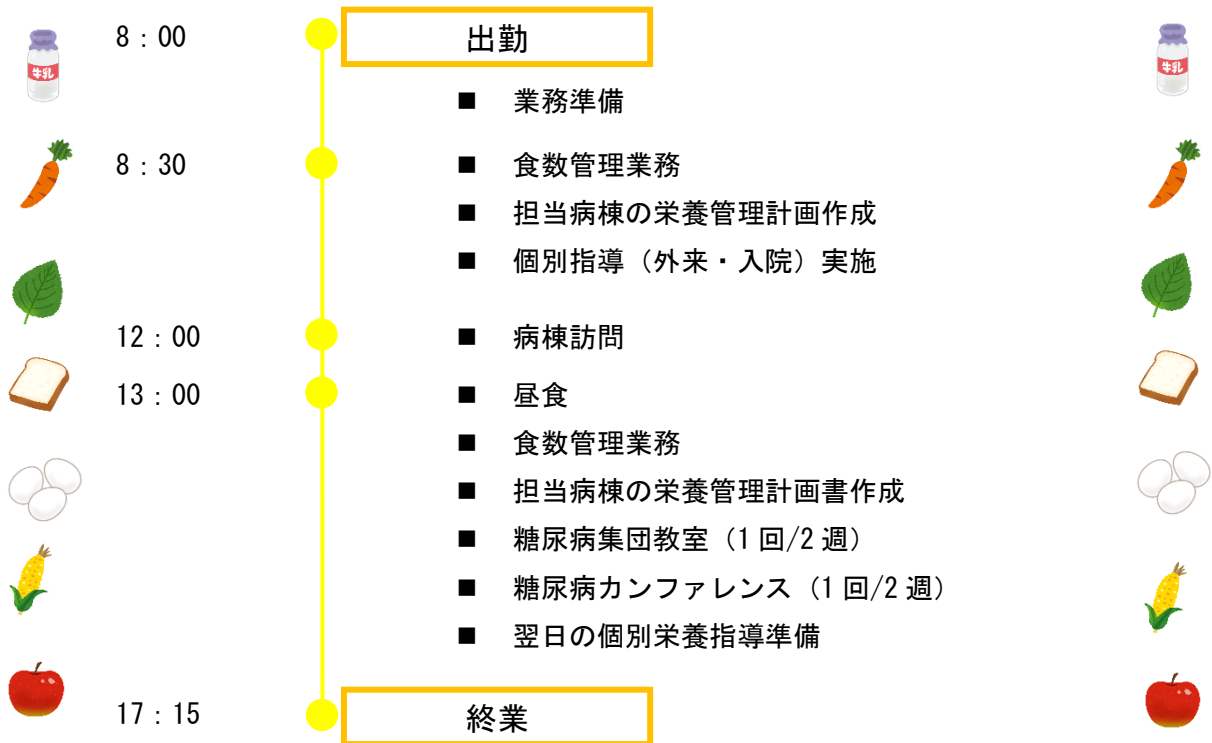 8：00 出勤
牛乳 牛乳
■ 業務準備
8：30 ■ 食数管理業務
■ 担当病棟の栄養管理計画作成
■ 個別指導（外来・入院）実施
12：00 ■ 病棟訪問
13：00 ■ 昼食
■ 食数管理業務
■ 担当病棟の栄養管理計画書作成
■ 糖尿病集団教室（1回/2週）
■ 糖尿病カンファレンス（1回/2週）
■ 翌日の個別栄養指導準備
17：15 終業